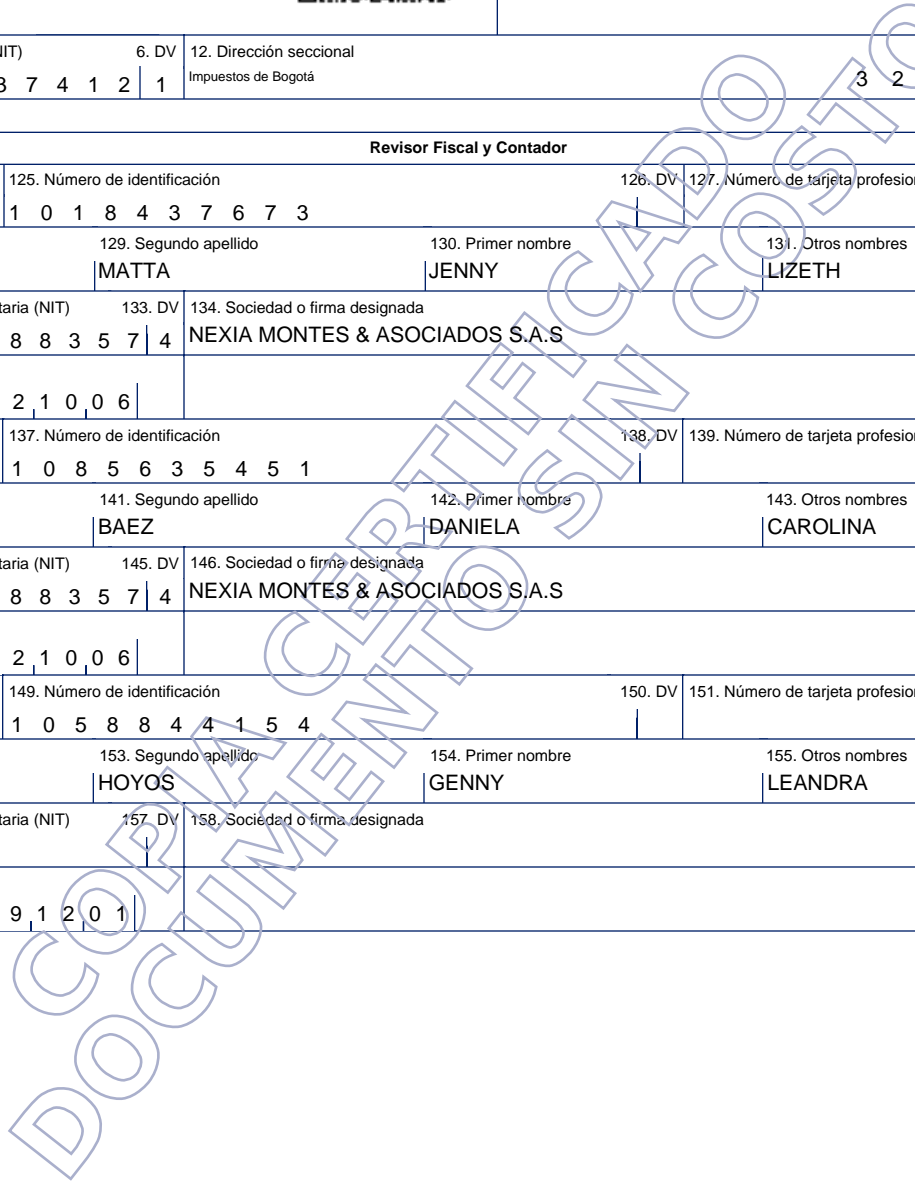 6. DV 12. Dirección seccional
7 4 1 2 1 Impuestos de Bogotá 3 2
Revisor Fiscal y Contador
125. Número de identificación 126. DV 127. Número de tarjeta
1 0 1 8 4 3 7 6 7 3
129. Segundo apellido 130. Primer nombre 131. Otros nombres
MATTA JENNY LIZETH
(NIT) 133. DV 134. Sociedad o firma designada
8 8 3 5 7 4 NEXIA MONTES & ASOCIADOS S.A.S
2 1 0 0 6
137. Número de identificación 138. DV 139. Número de tarjeta
1 0 8 5 6 3 5 4 5 1
141. Segundo apellido 142. Primer nombre 143. Otros nombres
BAEZ DANIELA CAROLINA
(NIT) 145. DV 146. Sociedad o firma designada
8 8 3 5 7 4 NEXIA MONTES & ASOCIADOS S.A.S
2 1 0 0 6
149. Número de identificación 150. DV 151. Número de tarjeta
1 0 5 8 8 4 4 1 5 4
153. Segundo apellido 154. Primer nombre 155. Otros nombres
HOYOS GENNY LEANDRA
(NIT) 157. DV 158. Sociedad o firma designada
9 1 2 0 1
COPIA CERTIFICADO
DOCUMENTO SIN COSTO